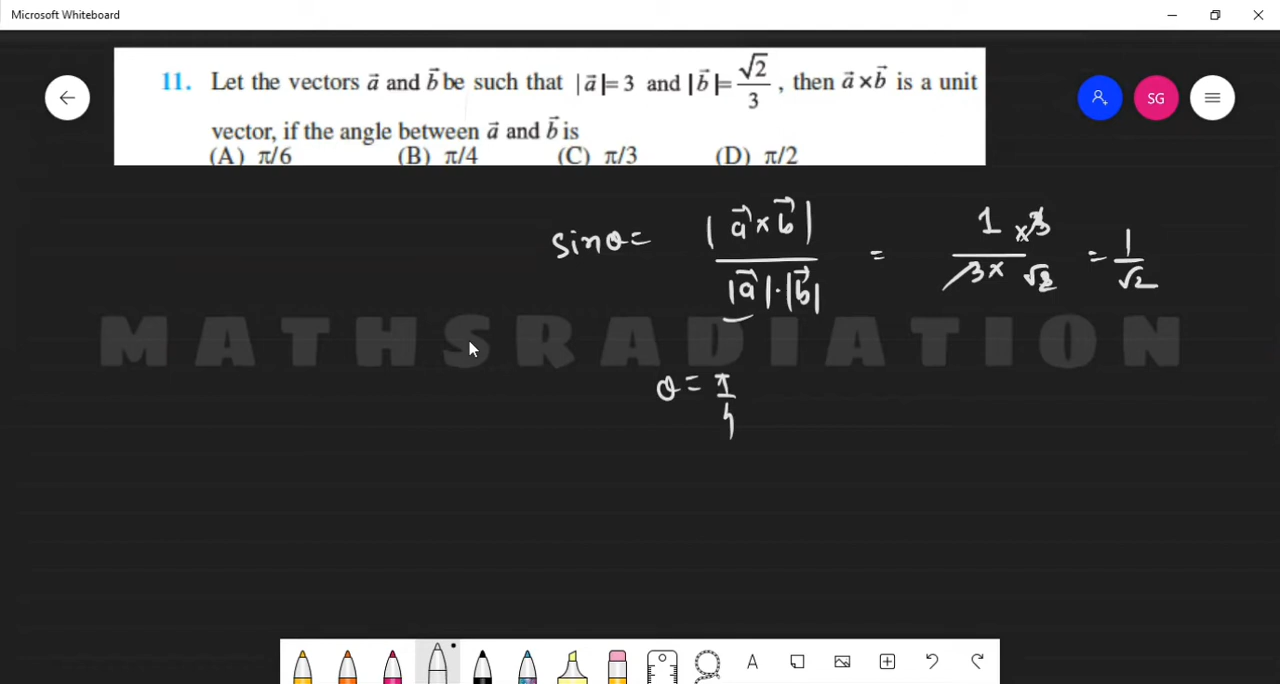 Microsoft Whiteboard
11. Let the vectors a⃗ and b⃗ be such that |a⃗|=3 and |b⃗|=√2/3, then a⃗×b⃗ is a unit
vector, if the angle between a⃗ and b⃗ is
(A) π/6 (B) π/4 (C) π/3 (D) π/2
SG
sinθ = |a⃗×b⃗| / |a⃗|·|b⃗| = 1×3 / 3×√2 = 1/√2
MATHSRADIATION
θ = π/4
A